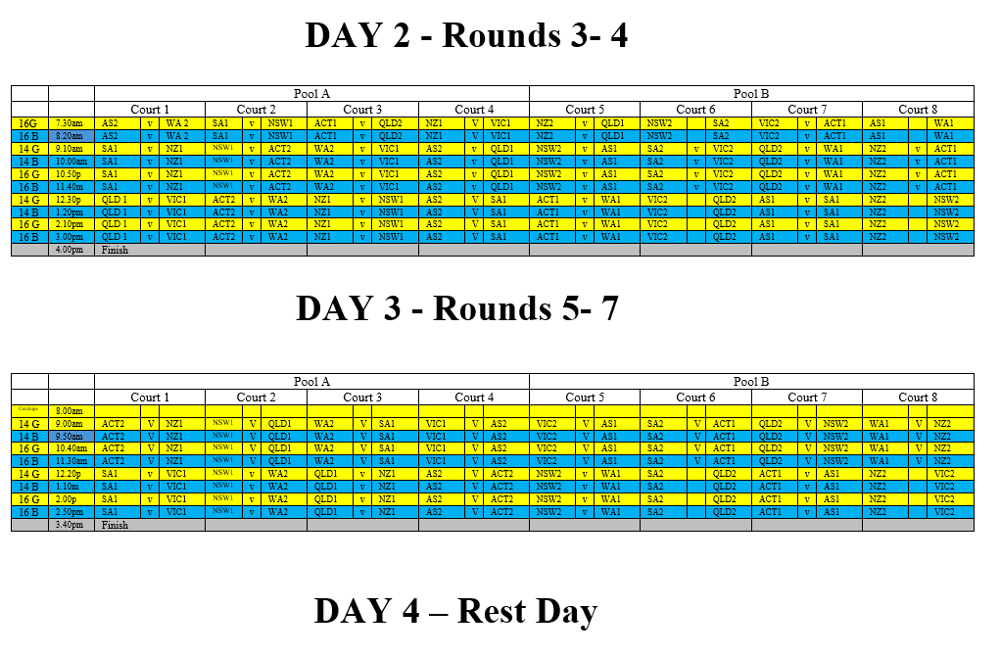 DAY 2 - Rounds 3- 4
Pool A Pool B
Court 1 Court 2 Court 3 Court 4 Court 5 Court 6 Court 7 Court 8
16G 7.30am AS2 v WA 2 SA1 v NSW1 ACT1 v QLD2 NZ1 V VIC1 NZ2 v QLD1 NSW2 SA2 VIC2 v ACT1 AS1 WA1
16 B 8.20am AS2 v WA 2 SA1 v NSW1 ACT1 v QLD2 NZ1 V VIC1 NZ2 v QLD1 NSW2 SA2 VIC2 v ACT1 AS1 WA1
14 G 9.10am SA1 v NZ1 NSW1 v ACT2 WA2 v VIC1 AS2 v QLD1 NSW2 v AS1 SA2 v VIC2 QLD2 v WA1 NZ2 v ACT1
14 B 10.00am SA1 v NZ1 NSW1 v ACT2 WA2 v VIC1 AS2 v QLD1 NSW2 v AS1 SA2 v VIC2 QLD2 v WA1 NZ2 v ACT1
16 G 10.50p SA1 v NZ1 NSW1 v ACT2 WA2 v VIC1 AS2 v QLD1 NSW2 v AS1 SA2 v VIC2 QLD2 v WA1 NZ2 v ACT1
16 B 11.40m SA1 v NZ1 NSW1 v ACT2 WA2 v VIC1 AS2 v QLD1 NSW2 v AS1 SA2 v VIC2 QLD2 v WA1 NZ2 v ACT1
14 G 12.30p QLD 1 v VIC1 ACT2 v WA2 NZ1 v NSW1 AS2 V SA1 ACT1 v WA1 VIC2 QLD2 AS1 v SA1 NZ2 NSW2
14 B 1.20pm QLD 1 v VIC1 ACT2 v WA2 NZ1 v NSW1 AS2 V SA1 ACT1 v WA1 VIC2 QLD2 AS1 v SA1 NZ2 NSW2
16 G 2.10pm QLD 1 v VIC1 ACT2 v WA2 NZ1 v NSW1 AS2 V SA1 ACT1 v WA1 VIC2 QLD2 AS1 v SA1 NZ2 NSW2
16 B 3.00pm QLD 1 v VIC1 ACT2 v WA2 NZ1 v NSW1 AS2 V SA1 ACT1 v WA1 VIC2 QLD2 AS1 v SA1 NZ2 NSW2
4.00pm Finish
DAY 3 - Rounds 5- 7
Pool A Pool B
Court 1 Court 2 Court 3 Court 4 Court 5 Court 6 Court 7 Court 8
8.00am
14 G 9.00am ACT2 V NZ1 NSW1 V QLD1 WA2 V SA1 VIC1 V AS2 VIC2 V AS1 SA2 V ACT1 QLD2 V NSW2 WA1 V NZ2
14 B 9.50am ACT2 V NZ1 NSW1 V QLD1 WA2 V SA1 VIC1 V AS2 VIC2 V AS1 SA2 V ACT1 QLD2 V NSW2 WA1 V NZ2
16 G 10.40am ACT2 V NZ1 NSW1 V QLD1 WA2 V SA1 VIC1 V AS2 VIC2 V AS1 SA2 V ACT1 QLD2 V NSW2 WA1 V NZ2
16 B 11.30am ACT2 V NZ1 NSW1 V QLD1 WA2 V SA1 VIC1 V AS2 VIC2 V AS1 SA2 V ACT1 QLD2 V NSW2 WA1 V NZ2
14 G 12.20p SA1 v VIC1 NSW1 v WA2 QLD1 v NZ1 AS2 V ACT2 NSW2 v WA1 SA2 QLD2 ACT1 v AS1 NZ2 VIC2
14 B 1.10m SA1 v VIC1 NSW1 v WA2 QLD1 v NZ1 AS2 V ACT2 NSW2 v WA1 SA2 QLD2 ACT1 v AS1 NZ2 VIC2
16 G 2.00p SA1 v VIC1 NSW1 v WA2 QLD1 v NZ1 AS2 V ACT2 NSW2 v WA1 SA2 QLD2 ACT1 v AS1 NZ2 VIC2
16 B 2.50pm SA1 v VIC1 NSW1 v WA2 QLD1 v NZ1 AS2 V ACT2 NSW2 v WA1 SA2 QLD2 ACT1 v AS1 NZ2 VIC2
3.40pm Finish
DAY 4 – Rest Day